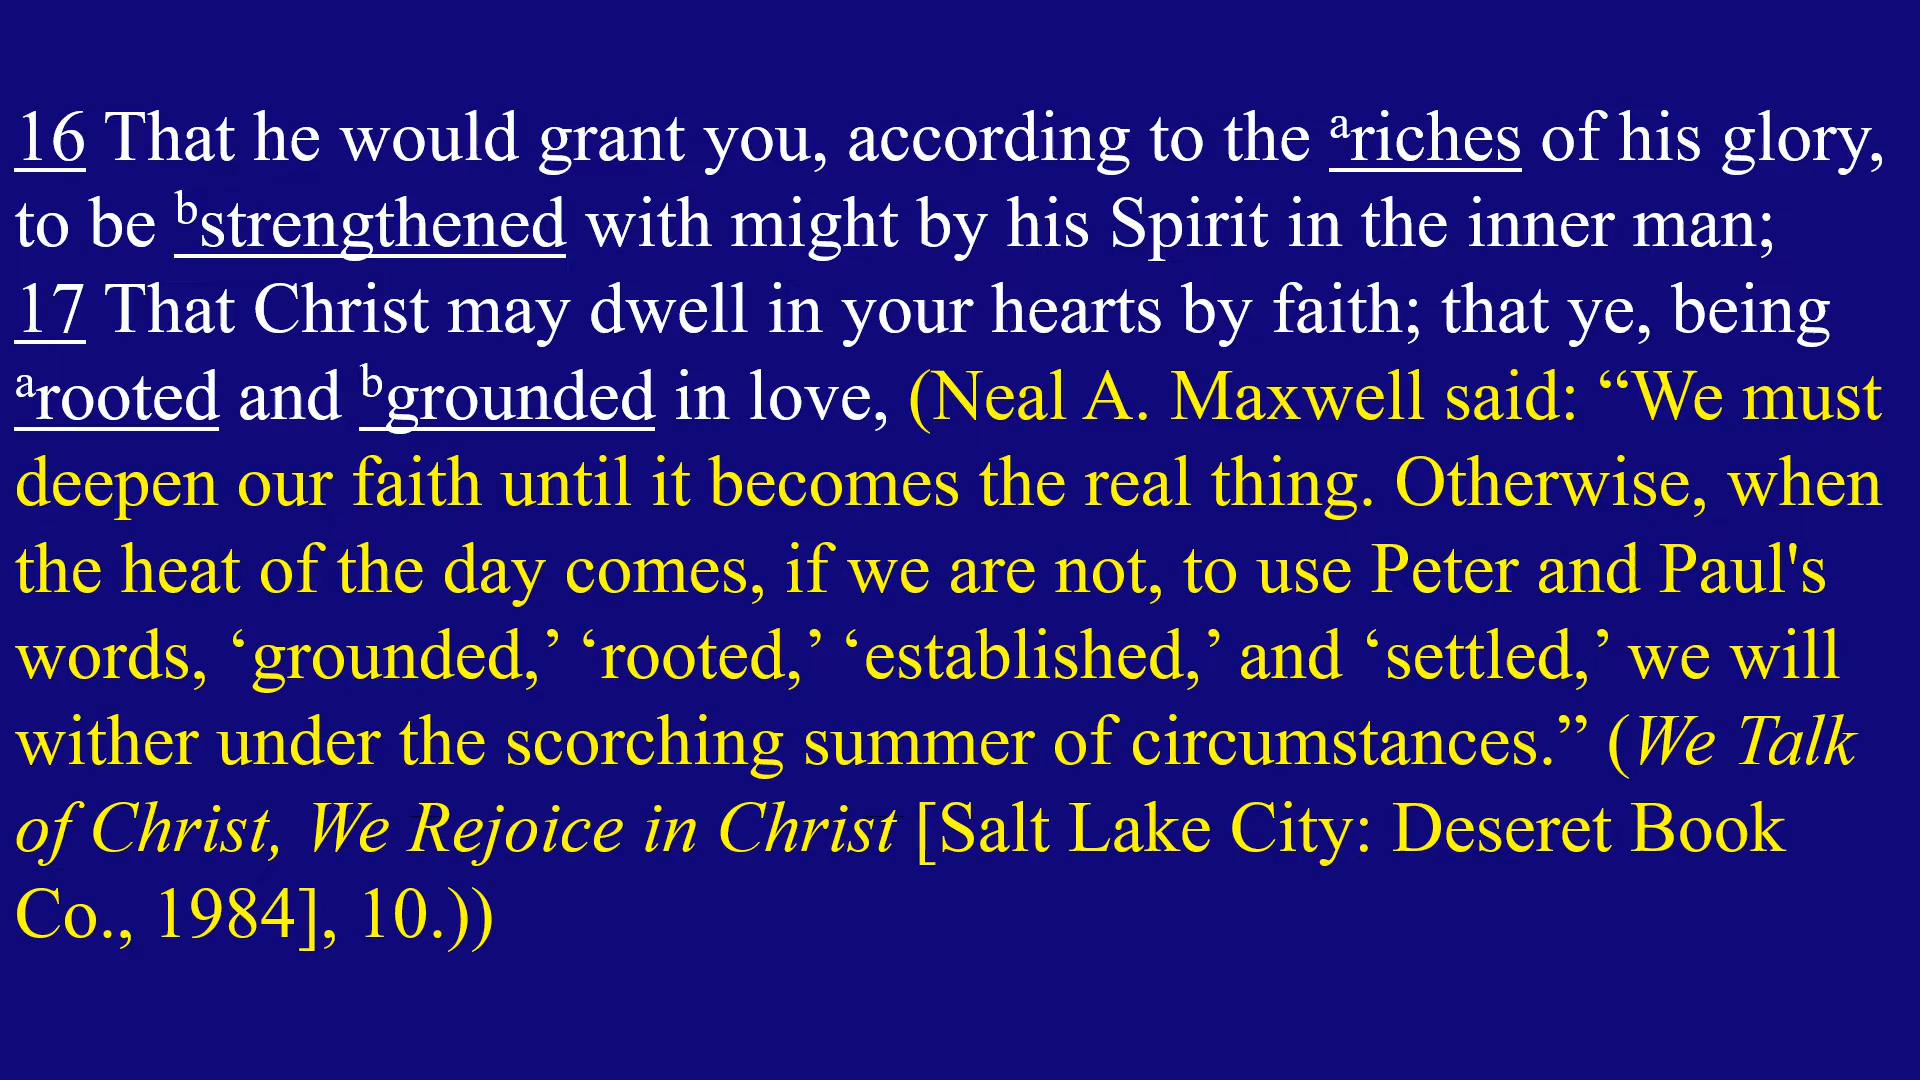 16 That he would grant you, according to the ariches of his glory,
to be bstrengthened with might by his Spirit in the inner man;
17 That Christ may dwell in your hearts by faith; that ye, being
arooted and bgrounded in love, (Neal A. Maxwell said: “We must
deepen our faith until it becomes the real thing. Otherwise, when
the heat of the day comes, if we are not, to use Peter and Paul's
words, ‘grounded,’ ‘rooted,’ ‘established,’ and ‘settled,’ we will
wither under the scorching summer of circumstances.” (We Talk
of Christ, We Rejoice in Christ [Salt Lake City: Deseret Book
Co., 1984], 10.))